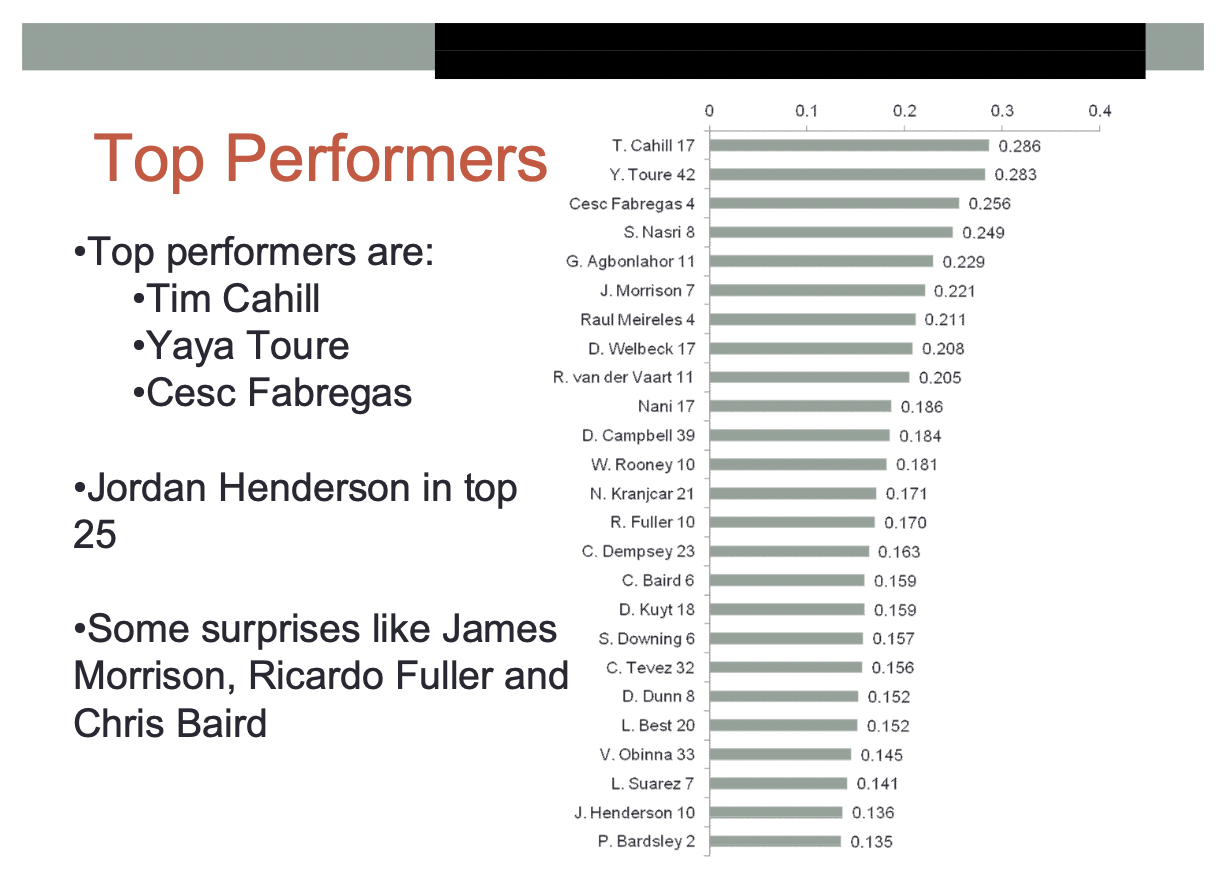 Top Performers
•Top performers are:
•Tim Cahill
•Yaya Toure
•Cesc Fabregas
•Jordan Henderson in top
25
•Some surprises like James
Morrison, Ricardo Fuller and
Chris Baird
0 0.1 0.2 0.3 0.4
T. Cahill 17 0.286
Y. Toure 42 0.283
Cesc Fabregas 4 0.256
S. Nasri 8 0.249
G. Agbonlahor 11 0.229
J. Morrison 7 0.221
Raul Meireles 4 0.211
D. Welbeck 17 0.208
R. van der Vaart 11 0.205
Nani 17 0.186
D. Campbell 39 0.184
W. Rooney 10 0.181
N. Kranjcar 21 0.171
R. Fuller 10 0.170
C. Dempsey 23 0.163
C. Baird 6 0.159
D. Kuyt 18 0.159
S. Downing 6 0.157
C. Tevez 32 0.156
D. Dunn 8 0.152
L. Best 20 0.152
V. Obinna 33 0.145
L. Suarez 7 0.141
J. Henderson 10 0.136
P. Bardsley 2 0.135